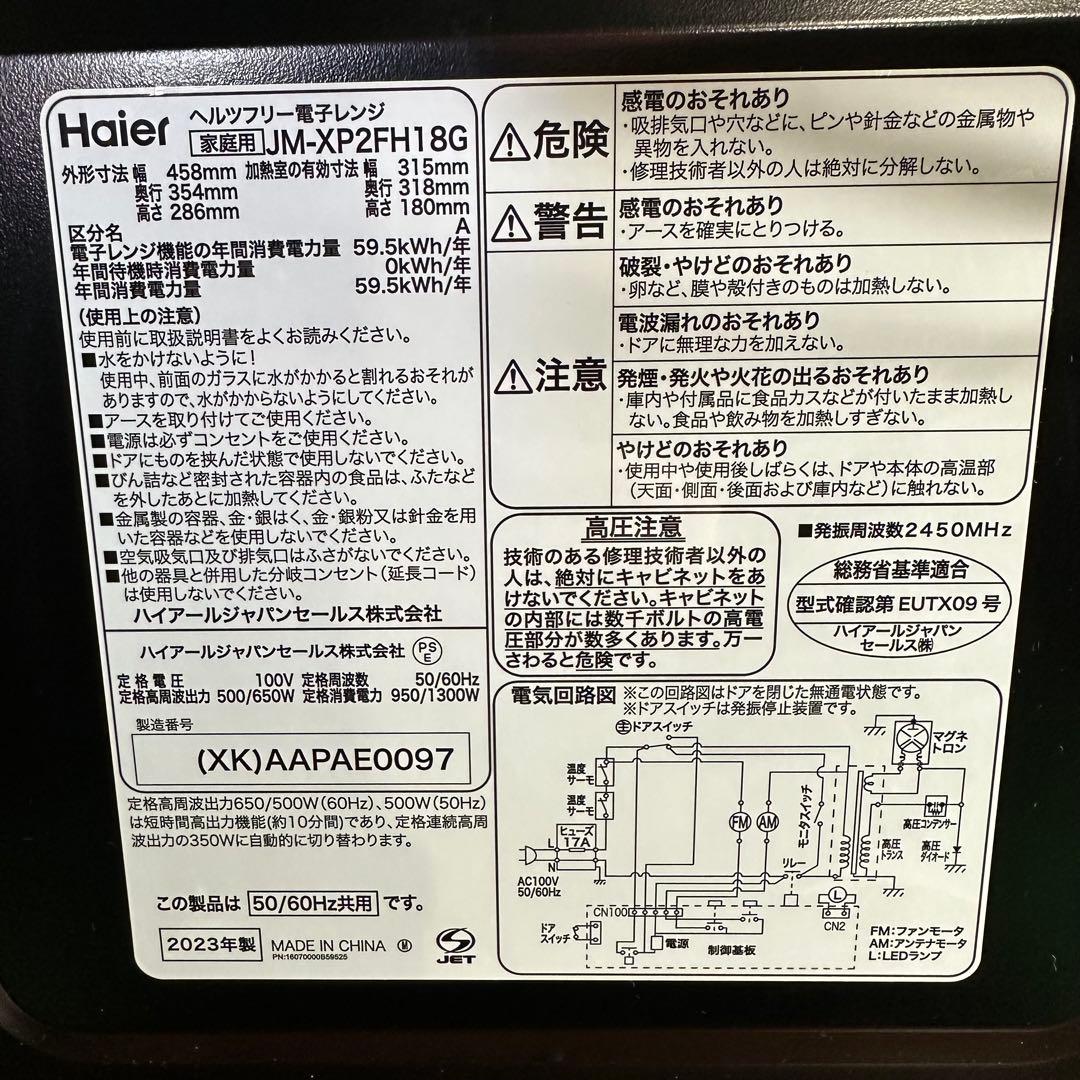 Haier
ヘルツフリー電子レンジ
家庭用 JM-XP2FH18G
外形寸法 幅 458mm 加熱室の有効寸法 幅 315mm
奥行 354mm 奥行 318mm
高さ 286mm 高さ 180mm
区分名 A
電子レンジ機能の年間消費電力量 59.5kWh/年
年間待機時消費電力量 0kWh/年
年間消費電力量 59.5kWh/年
(使用上の注意)
使用前に取扱説明書をよくお読みください。
■水をかけないように!
使用中、前面のガラスに水がかかると割れるおそれが
ありますので、水がかからないようにしてください。
■アースを取り付けてご使用ください。
■電源は必ずコンセントをご使用ください。
■ドアにものを挟んだ状態で使用しないでください。
■びん詰など密封された容器内の食品は、ふたなど
を外したあとに加熱してください。
■金属製の容器、金・銀はく、金・銀粉又は針金を用
いた容器などを使用しないでください。
■空気吸気口及び排気口はふさがないでください。
■他の器具と併用した分岐コンセント(延長コード)
は使用しないでください。
ハイアールジャパンセールス株式会社
ハイアールジャパンセールス株式会社 PSE
定格電圧 100V 定格周波数 50/60Hz
定格高周波出力 500/650W 定格消費電力 950/1300W
製造番号
(XK)AAPAE0097
定格高周波出力650/500W(60Hz)、500W(50Hz)
は短時間高出力機能(約10分間)であり、定格連続高周
波出力の350Wに自動的に切り替わります。
この製品は 50/60Hz共用 です。
2023年製 MADE IN CHINA Ⓜ
PN:16070000B59525
JET
⚠危険
感電のおそれあり
・吸排気口や穴などに、ピンや針金などの金属物や
異物を入れない。
・修理技術者以外の人は絶対に分解しない。
⚠警告
感電のおそれあり
・アースを確実にとりつける。
⚠注意
破裂・やけどのおそれあり
・卵など、膜や殻付きのものは加熱しない。
電波漏れのおそれあり
・ドアに無理な力を加えない。
発煙・発火や火花の出るおそれあり
・庫内や付属品に食品カスなどが付いたまま加熱し
ない。食品や飲み物を加熱しすぎない。
やけどのおそれあり
・使用中や使用後しばらくは、ドアや本体の高温部
(天面・側面・後面および庫内など)に触れない。
高圧注意
技術のある修理技術者以外の
人は、絶対にキャビネットをあ
けないでください。キャビネット
の内部には数千ボルトの高電
圧部分が数多くあります。万一
さわると危険です。
■発振周波数2450MHz
総務省基準適合
型式確認第 EUTX09 号
ハイアールジャパン
セールス㈱
電気回路図 ※この回路図はドアを閉じた無通電状態です。
※ドアスイッチは発振停止装置です。
主ドアスイッチ
マグネ
トロン
温度
サーモ
温度
サーモ
ヒューズ
17A
L
N
AC100V
50/60Hz
FM
AM
モニタスイッチ
リレー
高圧
トランス
高圧コンデンサー
高圧
ダイオード
L
CN2
CN100
ドア
スイッチ
電源
制御基板
FM:ファンモータ
AM:アンテナモータ
L:LEDランプ